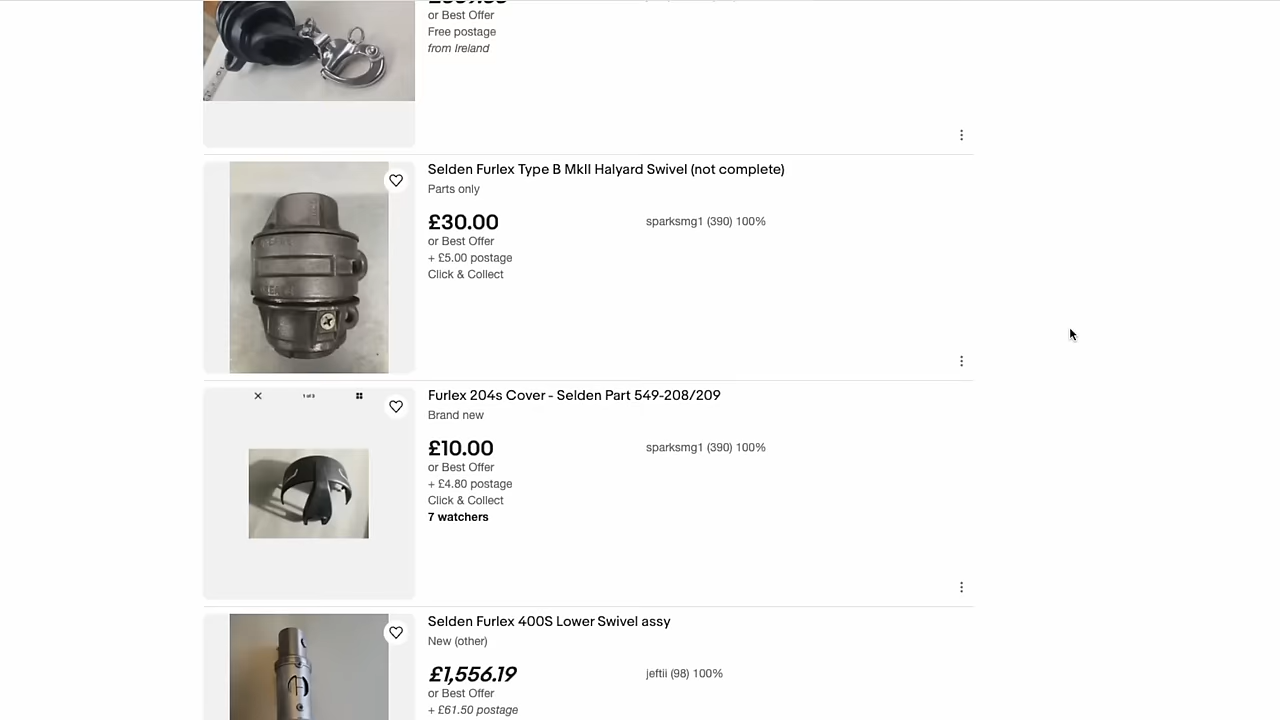 or Best Offer
Free postage
from Ireland
Selden Furlex Type B MkII Halyard Swivel (not complete)
Parts only
£30.00
sparksmg1 (390) 100%
or Best Offer
+ £5.00 postage
Click & Collect
1 of 3
Furlex 204s Cover - Selden Part 549-208/209
Brand new
£10.00
sparksmg1 (390) 100%
or Best Offer
+ £4.80 postage
Click & Collect
7 watchers
Selden Furlex 400S Lower Swivel assy
New (other)
£1,556.19
jeftii (98) 100%
or Best Offer
+ £61.50 postage